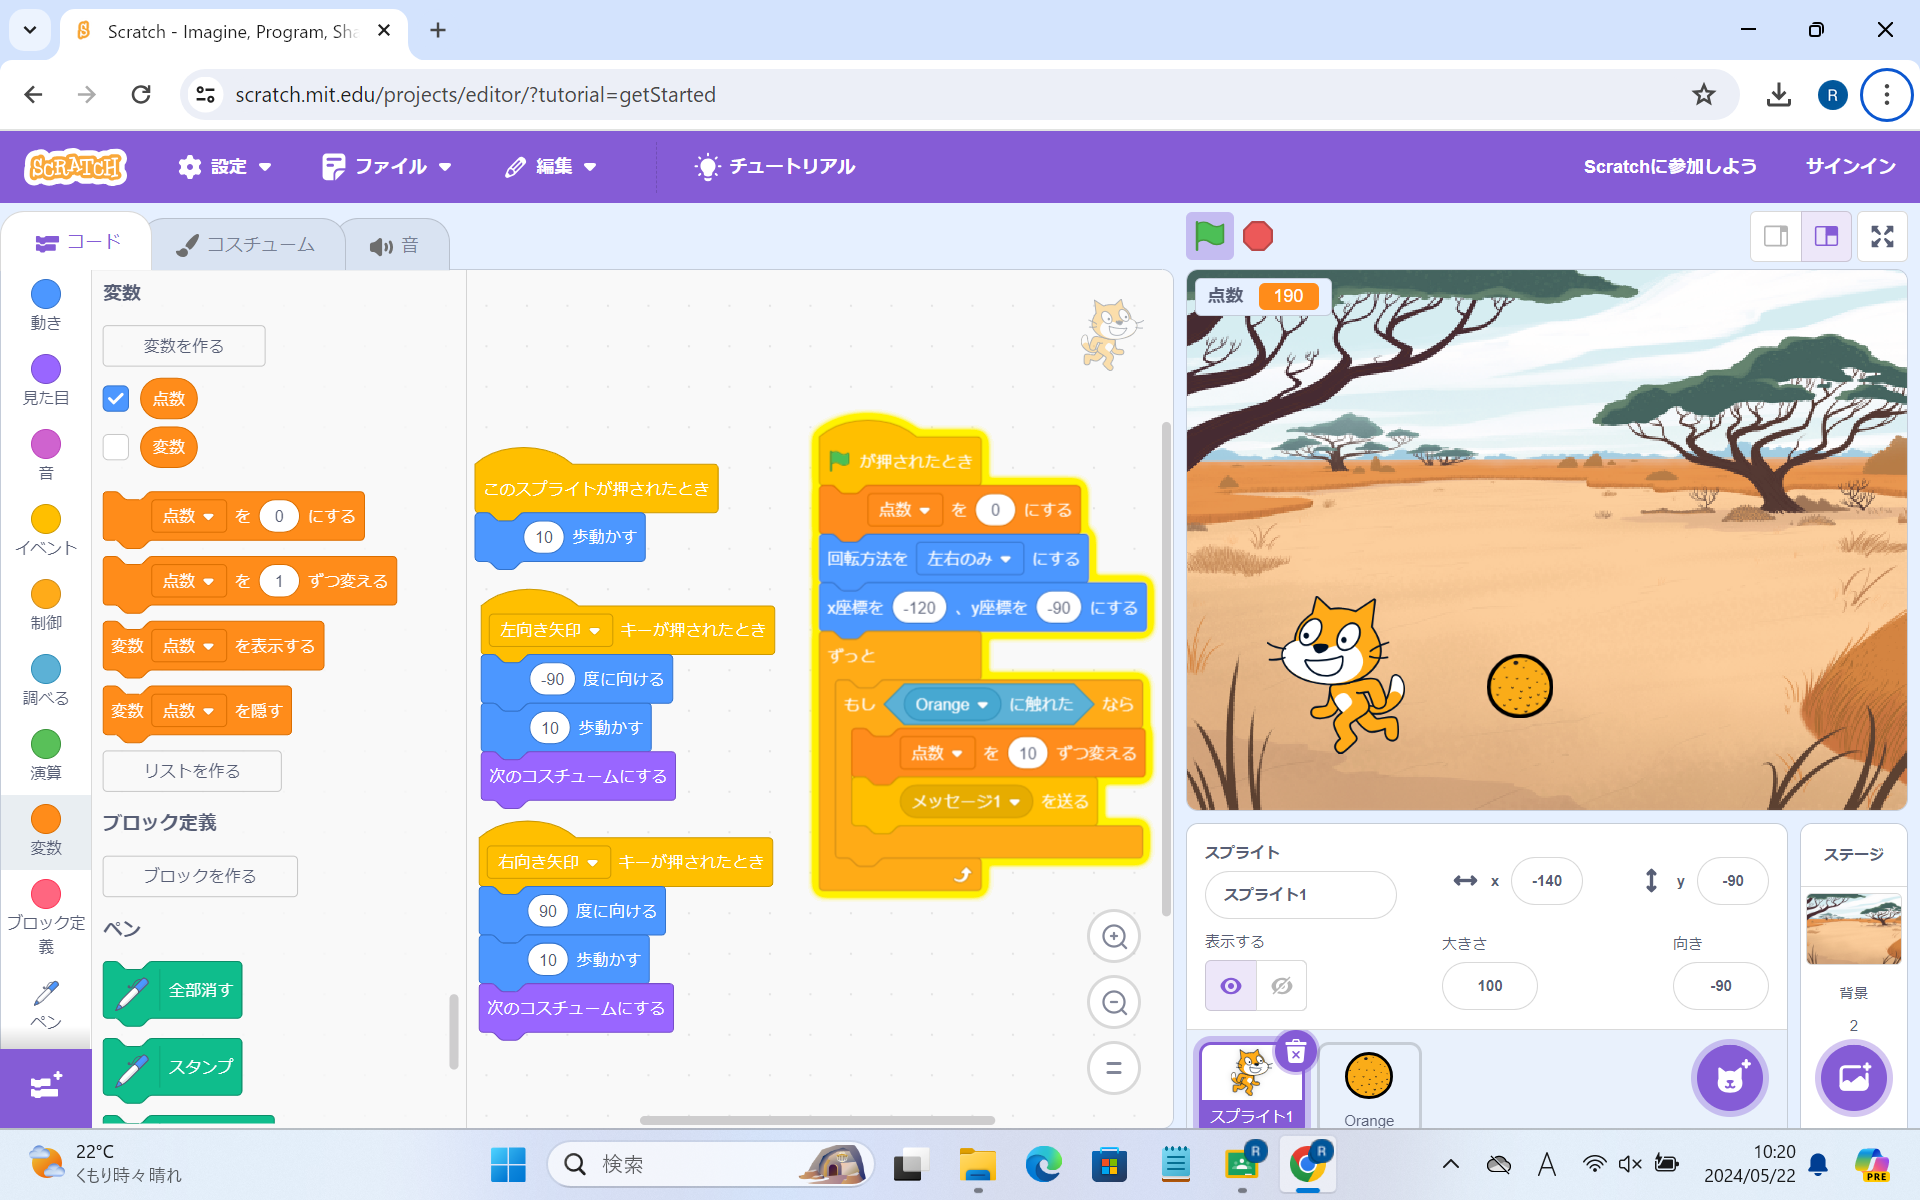 Scratch - Imagine, Program, Sha
scratch.mit.edu/projects/editor/?tutorial=getStarted
R
SCRATCH
設定
ファイル
編集
チュートリアル
Scratchに参加しよう
サインイン
コード
コスチューム
音
動き
見た目
音
イベント
制御
調べる
演算
変数
ブロック定義
ペン
変数
変数を作る
点数
変数
点数 を 0 にする
点数 を 1 ずつ変える
変数 点数 を表示する
変数 点数 を隠す
リストを作る
ブロック定義
ブロックを作る
ペン
全部消す
スタンプ
このスプライトが押されたとき
10 歩動かす
左向き矢印 キーが押されたとき
-90 度に向ける
10 歩動かす
次のコスチュームにする
右向き矢印 キーが押されたとき
90 度に向ける
10 歩動かす
次のコスチュームにする
が押されたとき
点数 を 0 にする
回転方法を 左右のみ にする
x座標を -120 、y座標を -90 にする
ずっと
もし Orange に触れた なら
点数 を 10 ずつ変える
メッセージ1 を送る
点数 190
スプライト
スプライト1
x -140
y -90
表示する
大きさ
100
向き
-90
スプライト1
Orange
ステージ
背景
2
22°C
くもり時々晴れ
検索
R
R
A
10:20
2024/05/22
PRE